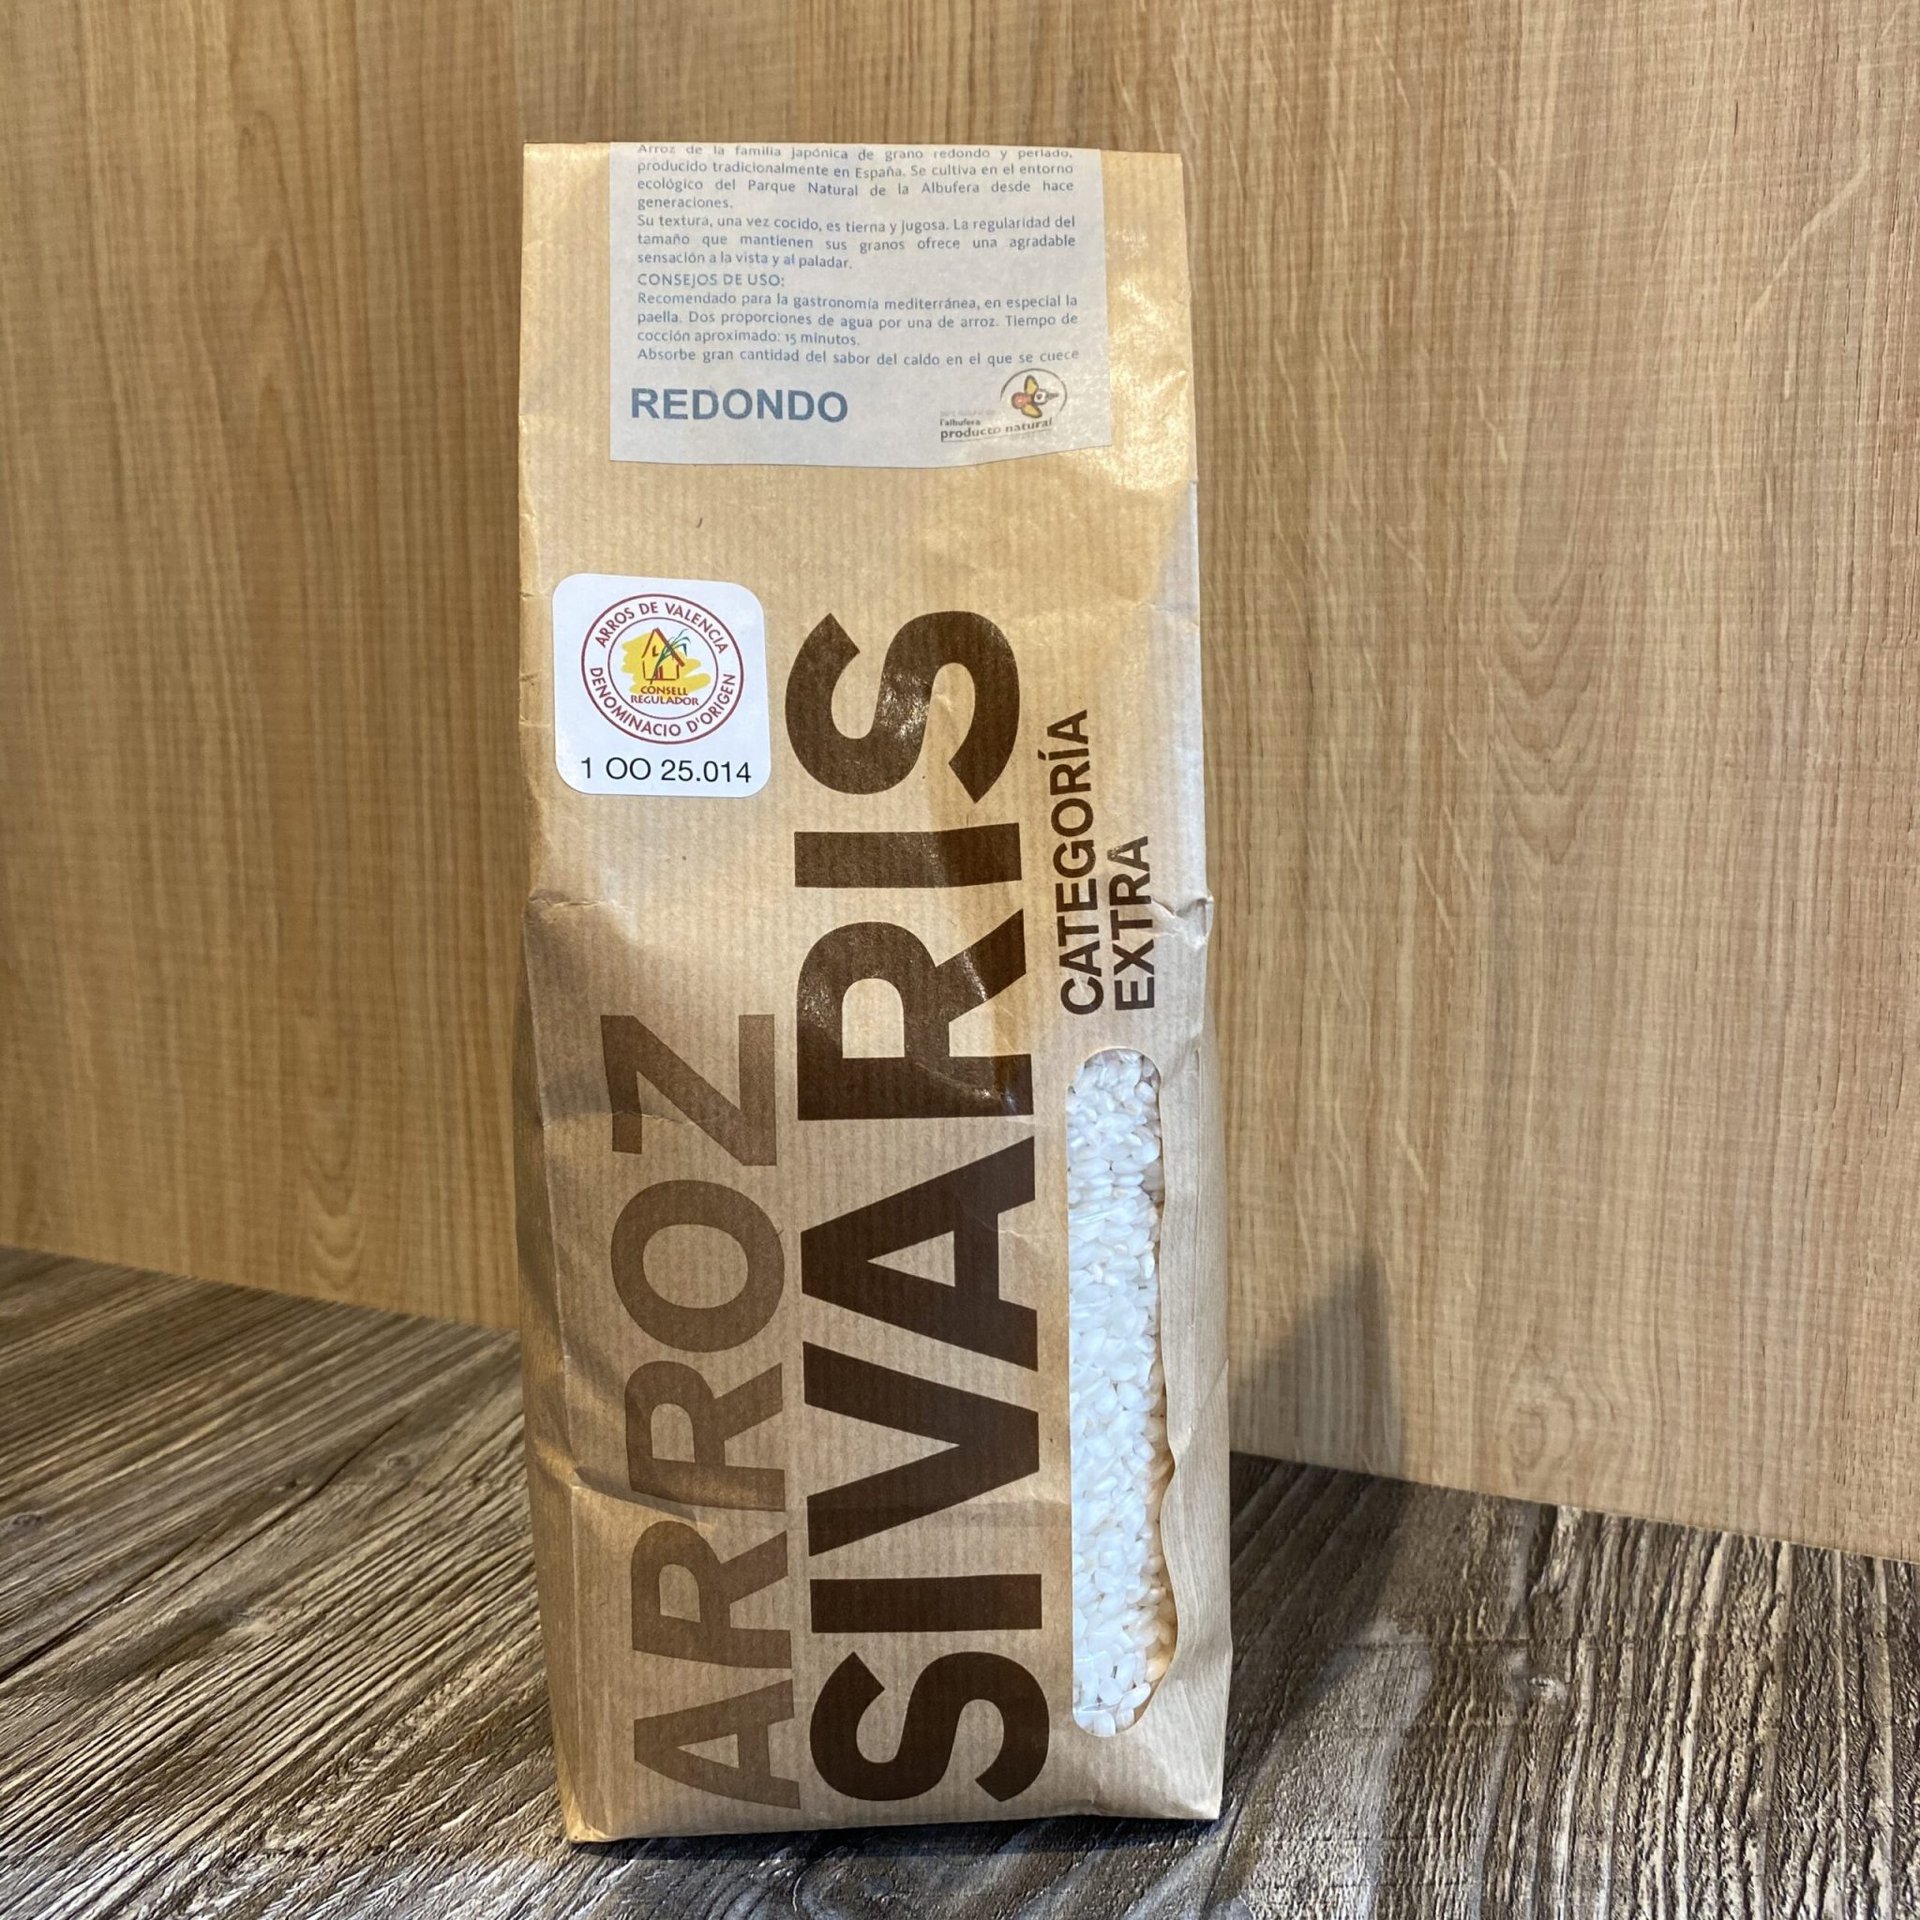 Arroz de la familia japónica de grano redondo y perlado,
producido tradicionalmente en España. Se cultiva en el entorno
ecológico del Parque Natural de la Albufera desde hace
generaciones.
Su textura, una vez cocido, es tierna y jugosa. La regularidad del
tamaño que mantienen sus granos ofrece una agradable
sensación a la vista y al paladar.
CONSEJOS DE USO:
Recomendado para la gastronomía mediterránea, en especial la
paella. Dos proporciones de agua por una de arroz. Tiempo de
cocción aproximado: 15 minutos.
Absorbe gran cantidad del sabor del caldo en el que se cuece
REDONDO
l'albufera
producto natural
ARROS DE VALENCIA
DENOMINACIO D'ORIGEN
CONSELL
REGULADOR
1 OO 25.014
ARROZ
SIVARIS
CATEGORÍA
EXTRA